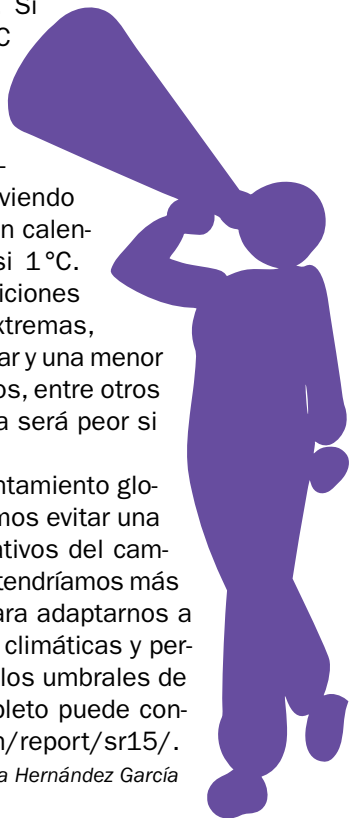 Si
C
-
viendo
n calen-
si 1°C.
iciones
xtremas,
ar y una menor
os, entre otros
a será peor si
ntamiento glo-
mos evitar una
ativos del cam-
tendríamos más
ara adaptarnos a
climáticas y per-
los umbrales de
pleto puede con-
n/report/sr15/.
a Hernández García